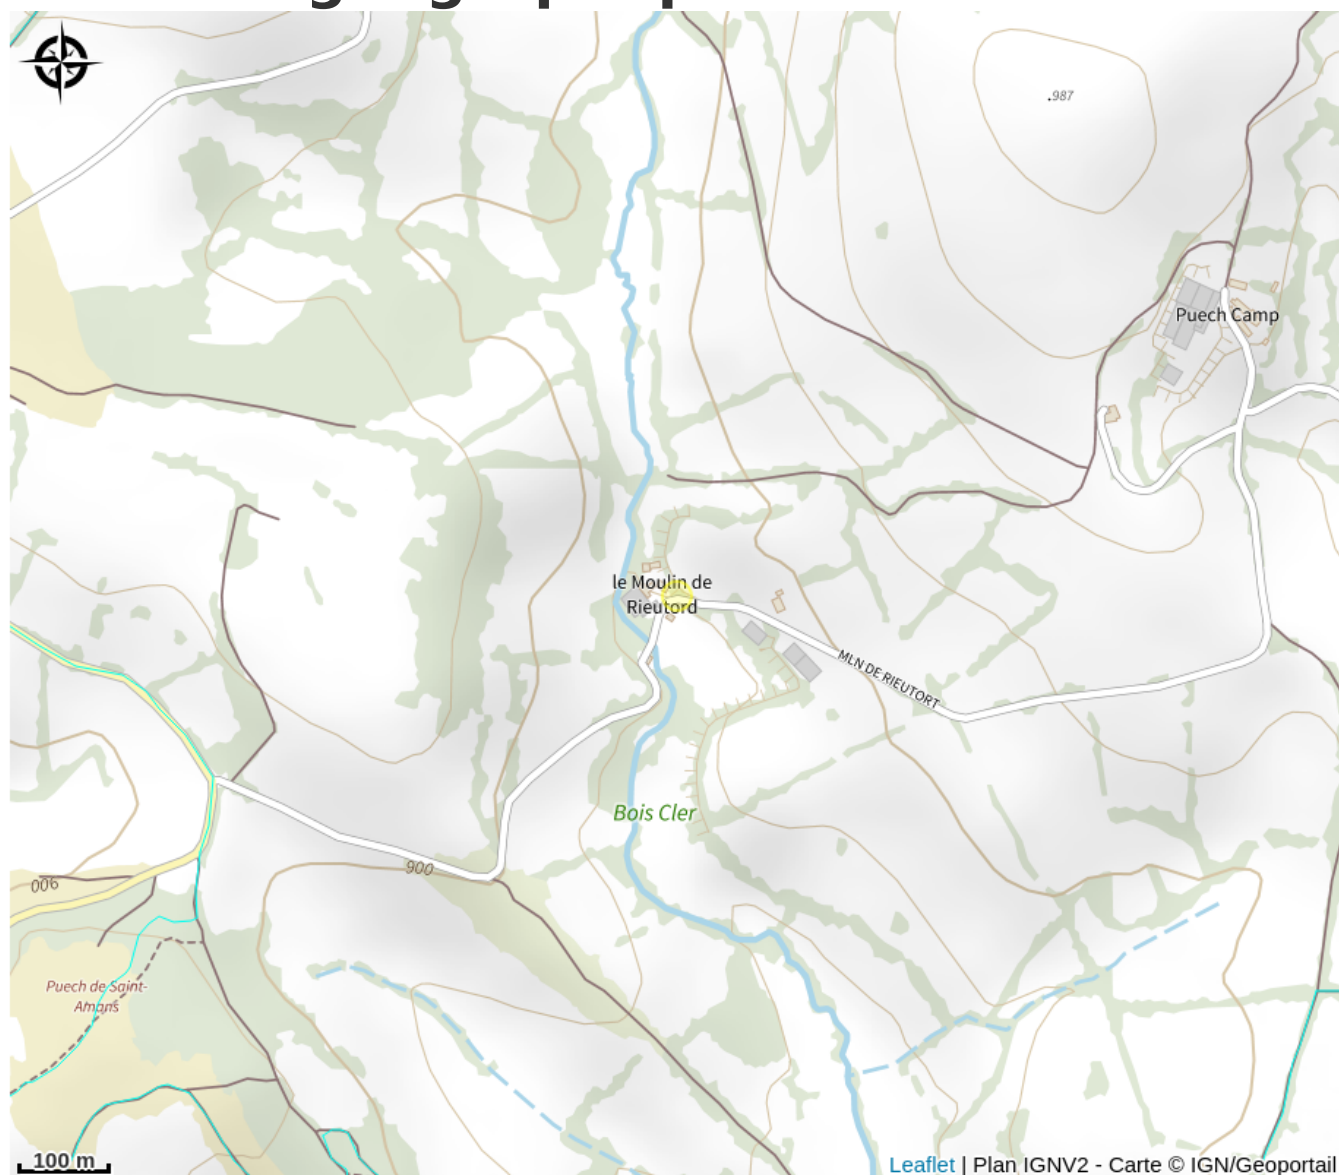 987
Puech Camp
le Moulin de
Rieutord
MLN DE RIEUTORT
Bois Cler
900
900
Puech de Saint-
Amans
100 m
Leaflet | Plan IGNV2 - Carte © IGN/Geoportail